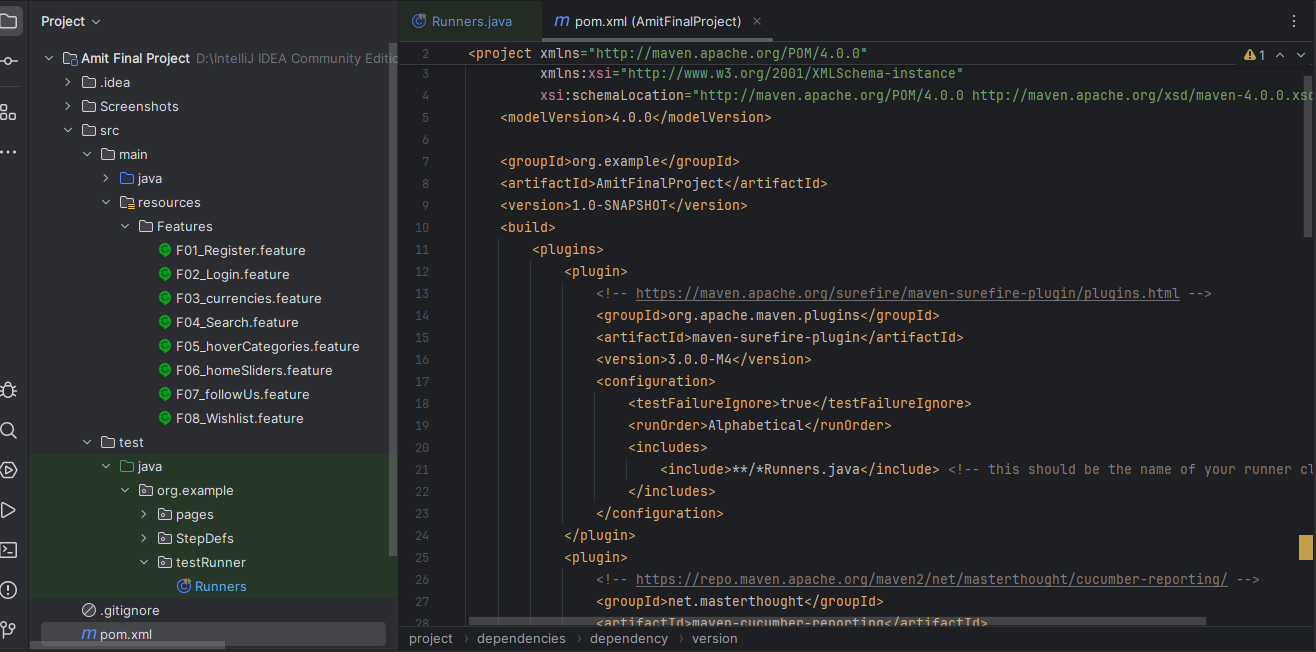 Project
Amit Final Project D:\IntelliJ IDEA Community Editic
.idea
Screenshots
src
main
java
resources
Features
F01_Register.feature
F02_Login.feature
F03_currencies.feature
F04_Search.feature
F05_hoverCategories.feature
F06_homeSliders.feature
F07_followUs.feature
F08_Wishlist.feature
test
java
org.example
pages
StepDefs
testRunner
Runners
.gitignore
pom.xml
Runners.java
pom.xml (AmitFinalProject)
1
2 <project xmlns="http://maven.apache.org/POM/4.0.0"
3 xmlns:xsi="http://www.w3.org/2001/XMLSchema-instance"
4 xsi:schemaLocation="http://maven.apache.org/POM/4.0.0 http://maven.apache.org/xsd/maven-4.0.0.xsd
5 <modelVersion>4.0.0</modelVersion>
6
7 <groupId>org.example</groupId>
8 <artifactId>AmitFinalProject</artifactId>
9 <version>1.0-SNAPSHOT</version>
10 <build>
11 <plugins>
12 <plugin>
13 <!-- https://maven.apache.org/surefire/maven-surefire-plugin/plugins.html -->
14 <groupId>org.apache.maven.plugins</groupId>
15 <artifactId>maven-surefire-plugin</artifactId>
16 <version>3.0.0-M4</version>
17 <configuration>
18 <testFailureIgnore>true</testFailureIgnore>
19 <runOrder>Alphabetical</runOrder>
20 <includes>
21 <include>**/*Runners.java</include> <!-- this should be the name of your runner cl
22 </includes>
23 </configuration>
24 </plugin>
25 <plugin>
26 <!-- https://repo.maven.apache.org/maven2/net/masterthought/cucumber-reporting/ -->
27 <groupId>net.masterthought</groupId>
28 <artifactId>maven-cucumber-reporting</artifactId>
project > dependencies > dependency > version